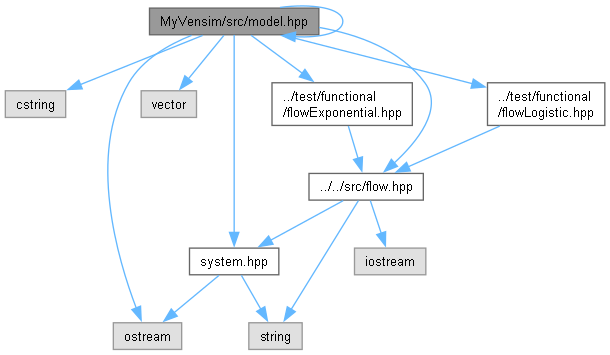 MyVensim/src/model.hpp
cstring
vector
../test/functional
/flowExponential.hpp
../test/functional
/flowLogistic.hpp
../../src/flow.hpp
system.hpp
iostream
ostream
string